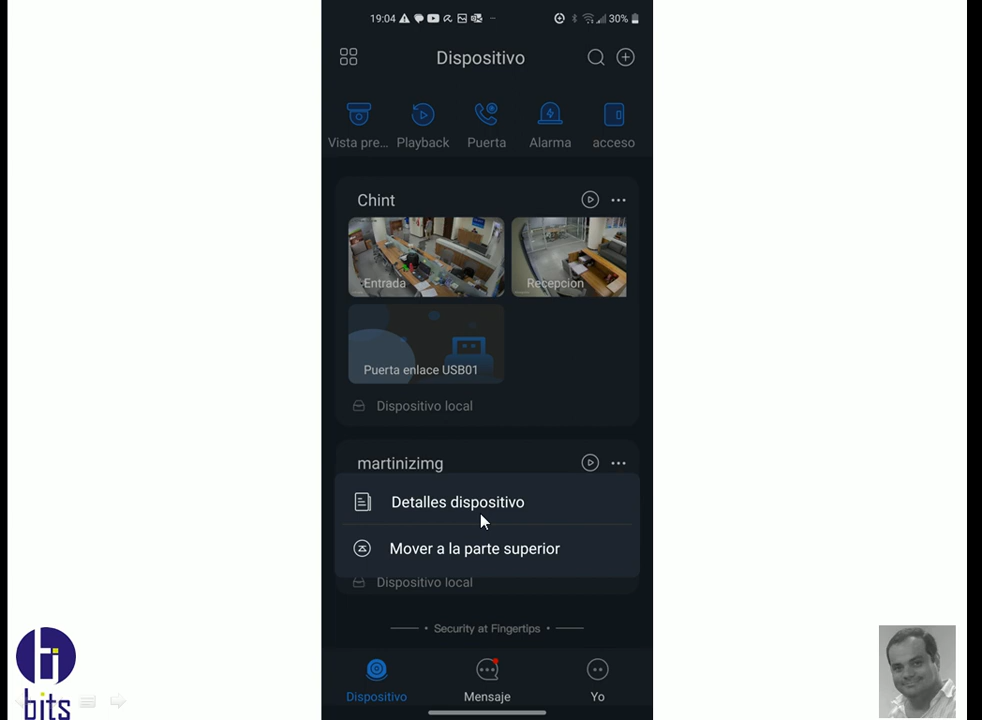 19:04
30%
Dispositivo
Vista pre...
Playback
Puerta
Alarma
acceso
Chint
Entrada
Recepcion
Puerta enlace USB01
Dispositivo local
martinizimg
Detalles dispositivo
Mover a la parte superior
Dispositivo local
Security at Fingertips
Dispositivo
Mensaje
Yo
hi
bits